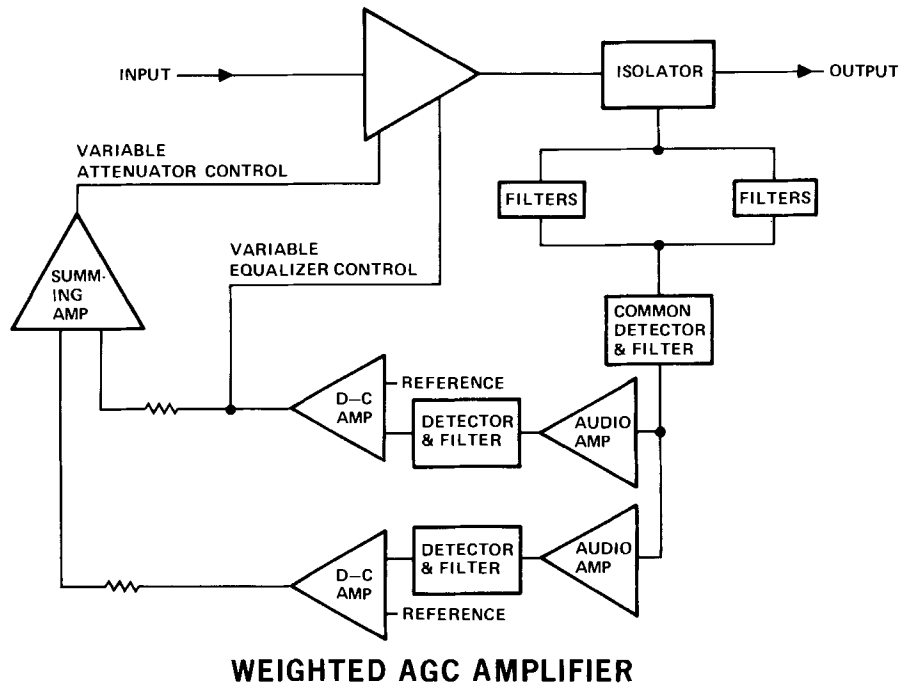 INPUT
ISOLATOR
OUTPUT
VARIABLE
ATTENUATOR CONTROL
FILTERS
FILTERS
VARIABLE
EQUALIZER CONTROL
SUMM-
ING
AMP
COMMON
DETECTOR
& FILTER
REFERENCE
D-C
AMP
DETECTOR
& FILTER
AUDIO
AMP
DETECTOR
& FILTER
AUDIO
AMP
D-C
AMP
REFERENCE
WEIGHTED AGC AMPLIFIER